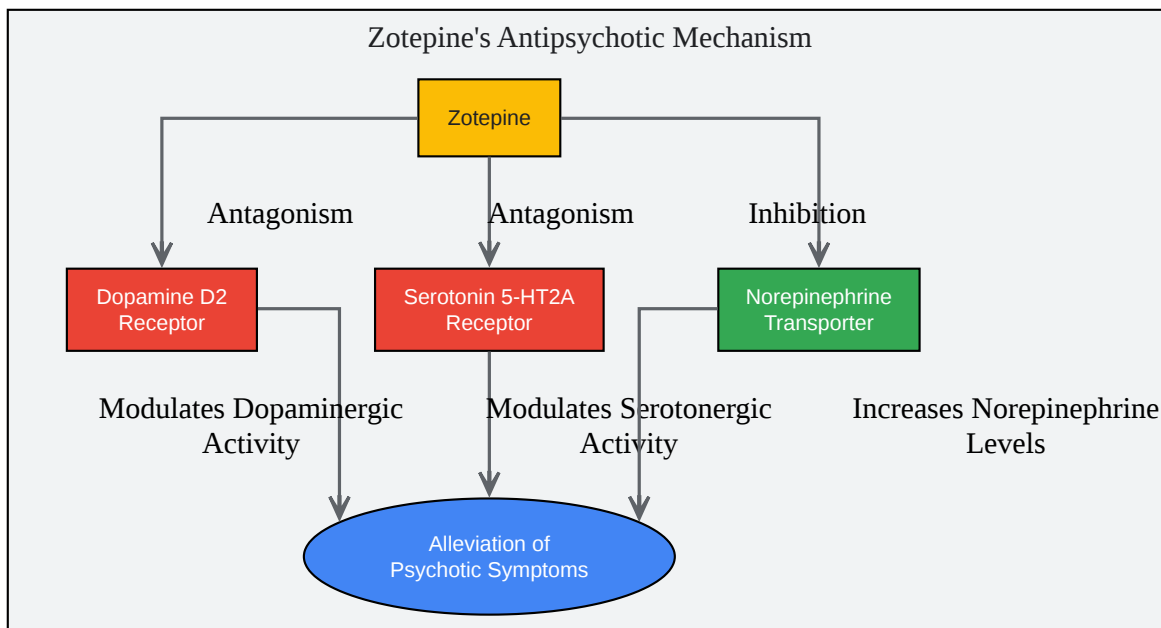 Zotepine's Antipsychotic Mechanism
Zotepine
Antagonism
Antagonism
Inhibition
Dopamine D2
Receptor
Serotonin 5-HT2A
Receptor
Norepinephrine
Transporter
Modulates Dopaminergic
Activity
Modulates Serotonergic
Activity
Increases Norepinephrine
Levels
Alleviation of
Psychotic Symptoms